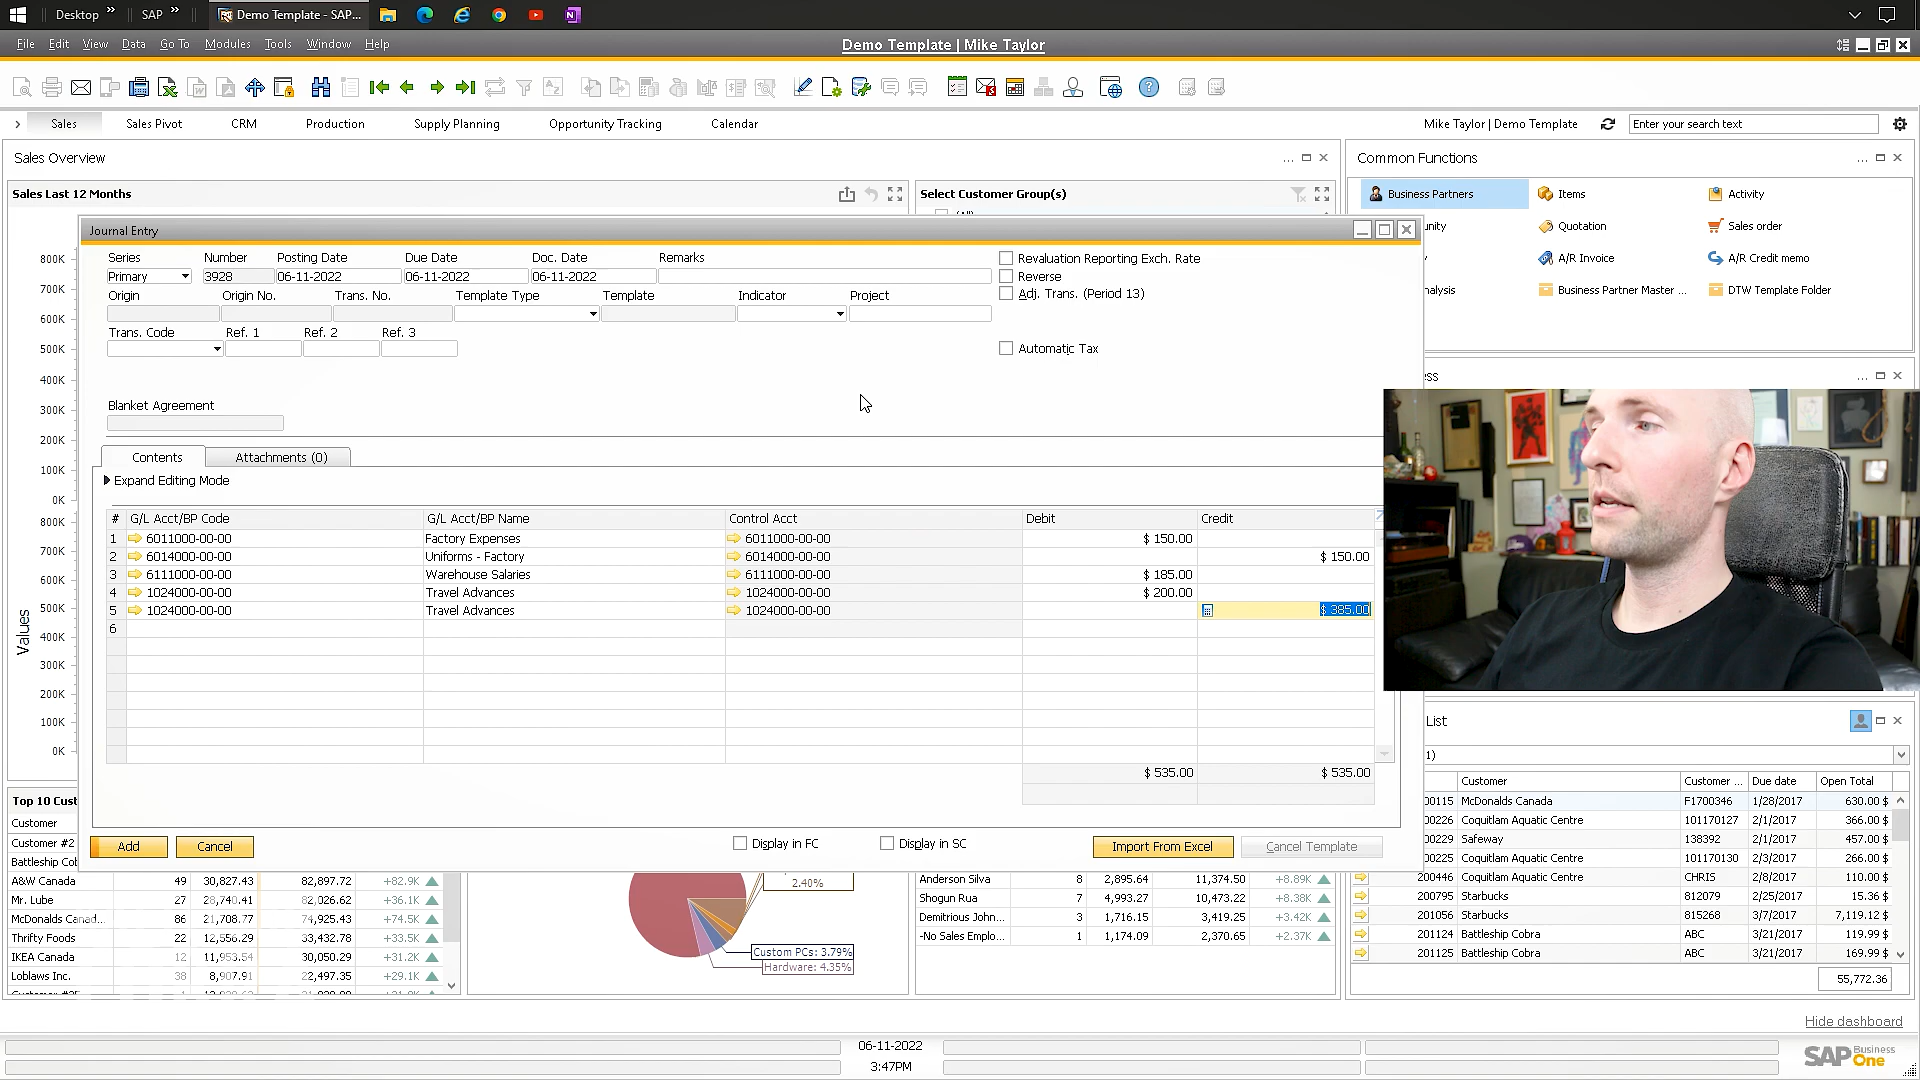 Desktop » SAP » Demo Template - SAP...
File Edit View Data Go To Modules Tools Window Help
Demo Template | Mike Taylor
Sales Sales Pivot CRM Production Supply Planning Opportunity Tracking Calendar
Mike Taylor | Demo Template Enter your search text
Sales Overview
Common Functions
Sales Last 12 Months
Select Customer Group(s)
Business Partners Items Activity
Quotation Sales order
A/R Invoice A/R Credit memo
Business Partner Master ... DTW Template Folder
800K
700K
600K
500K
400K
300K
200K
100K
0K
800K
700K
600K
500K
400K
300K
200K
100K
0K
Values
Journal Entry
Series Number Posting Date Due Date Doc. Date Remarks
Primary 3928 06-11-2022 06-11-2022 06-11-2022
Origin Origin No. Trans. No. Template Type Template Indicator Project
Trans. Code Ref. 1 Ref. 2 Ref. 3
Revaluation Reporting Exch. Rate
Reverse
Adj. Trans. (Period 13)
Automatic Tax
Blanket Agreement
Contents Attachments (0)
Expand Editing Mode
# G/L Acct/BP Code G/L Acct/BP Name Control Acct Debit Credit
1 6011000-00-00 Factory Expenses 6011000-00-00 $ 150.00
2 6014000-00-00 Uniforms - Factory 6014000-00-00 $ 150.00
3 6111000-00-00 Warehouse Salaries 6111000-00-00 $ 185.00
4 1024000-00-00 Travel Advances 1024000-00-00 $ 200.00
5 1024000-00-00 Travel Advances 1024000-00-00 $ 385.00
6
$ 535.00 $ 535.00
Add Cancel Display in FC Display in SC Import From Excel Cancel Template
Top 10 Cust
Customer
Customer #2
Battleship Cob
A&W Canada 49 30,827.43 82,897.72 +82.9K
Mr. Lube 27 28,740.41 82,026.62 +36.1K
McDonalds Canad... 86 21,708.77 74,925.43 +74.5K
Thrifty Foods 22 12,556.29 33,432.78 +33.5K
IKEA Canada 12 11,953.54 30,050.29 +31.2K
Loblaws Inc. 38 8,907.91 22,497.35 +29.1K
2.40%
Custom PCs: 3.79%
Hardware: 4.35%
Anderson Silva 8 2,895.64 11,374.50 +8.89K
Shogun Rua 7 4,993.27 10,473.22 +8.38K
Demitrious John... 3 1,716.15 3,419.25 +3.42K
-No Sales Emplo... 1 1,174.09 2,370.65 +2.37K
List
1)
Customer Customer ... Due date Open Total
00115 McDonalds Canada F1700346 1/28/2017 630.00 $
00226 Coquitlam Aquatic Centre 101170127 2/1/2017 366.00 $
00229 Safeway 138392 2/1/2017 457.00 $
00225 Coquitlam Aquatic Centre 101170130 2/3/2017 266.00 $
200446 Coquitlam Aquatic Centre CHRIS 2/8/2017 110.00 $
200795 Starbucks 812079 2/25/2017 15.36 $
201056 Starbucks 815268 3/7/2017 7,119.12 $
201124 Battleship Cobra ABC 3/21/2017 119.99 $
201125 Battleship Cobra ABC 3/21/2017 169.99 $
55,772.36
Hide dashboard
06-11-2022
3:47PM
SAP Business One